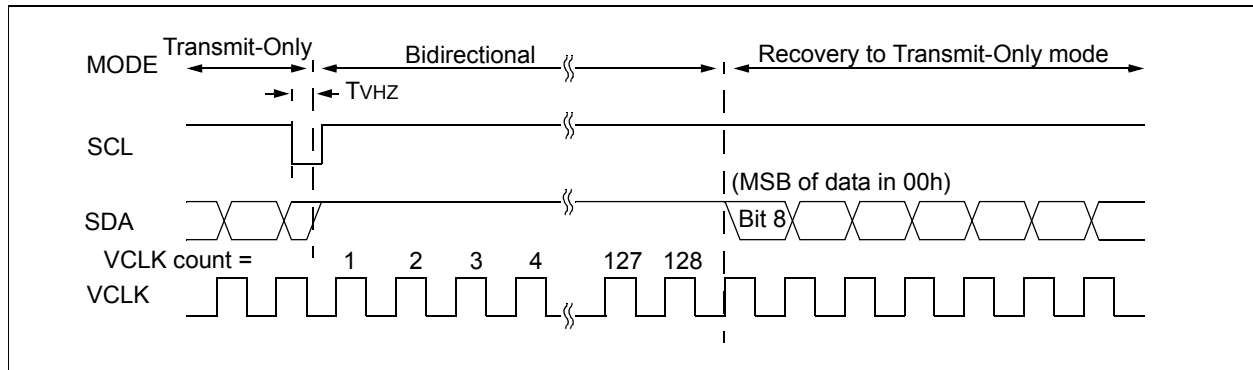 Transmit-Only
MODE
Bidirectional
Recovery to Transmit-Only mode
TVHZ
SCL
(MSB of data in 00h)
SDA
Bit 8
VCLK count =
1 2 3 4 127 128
VCLK